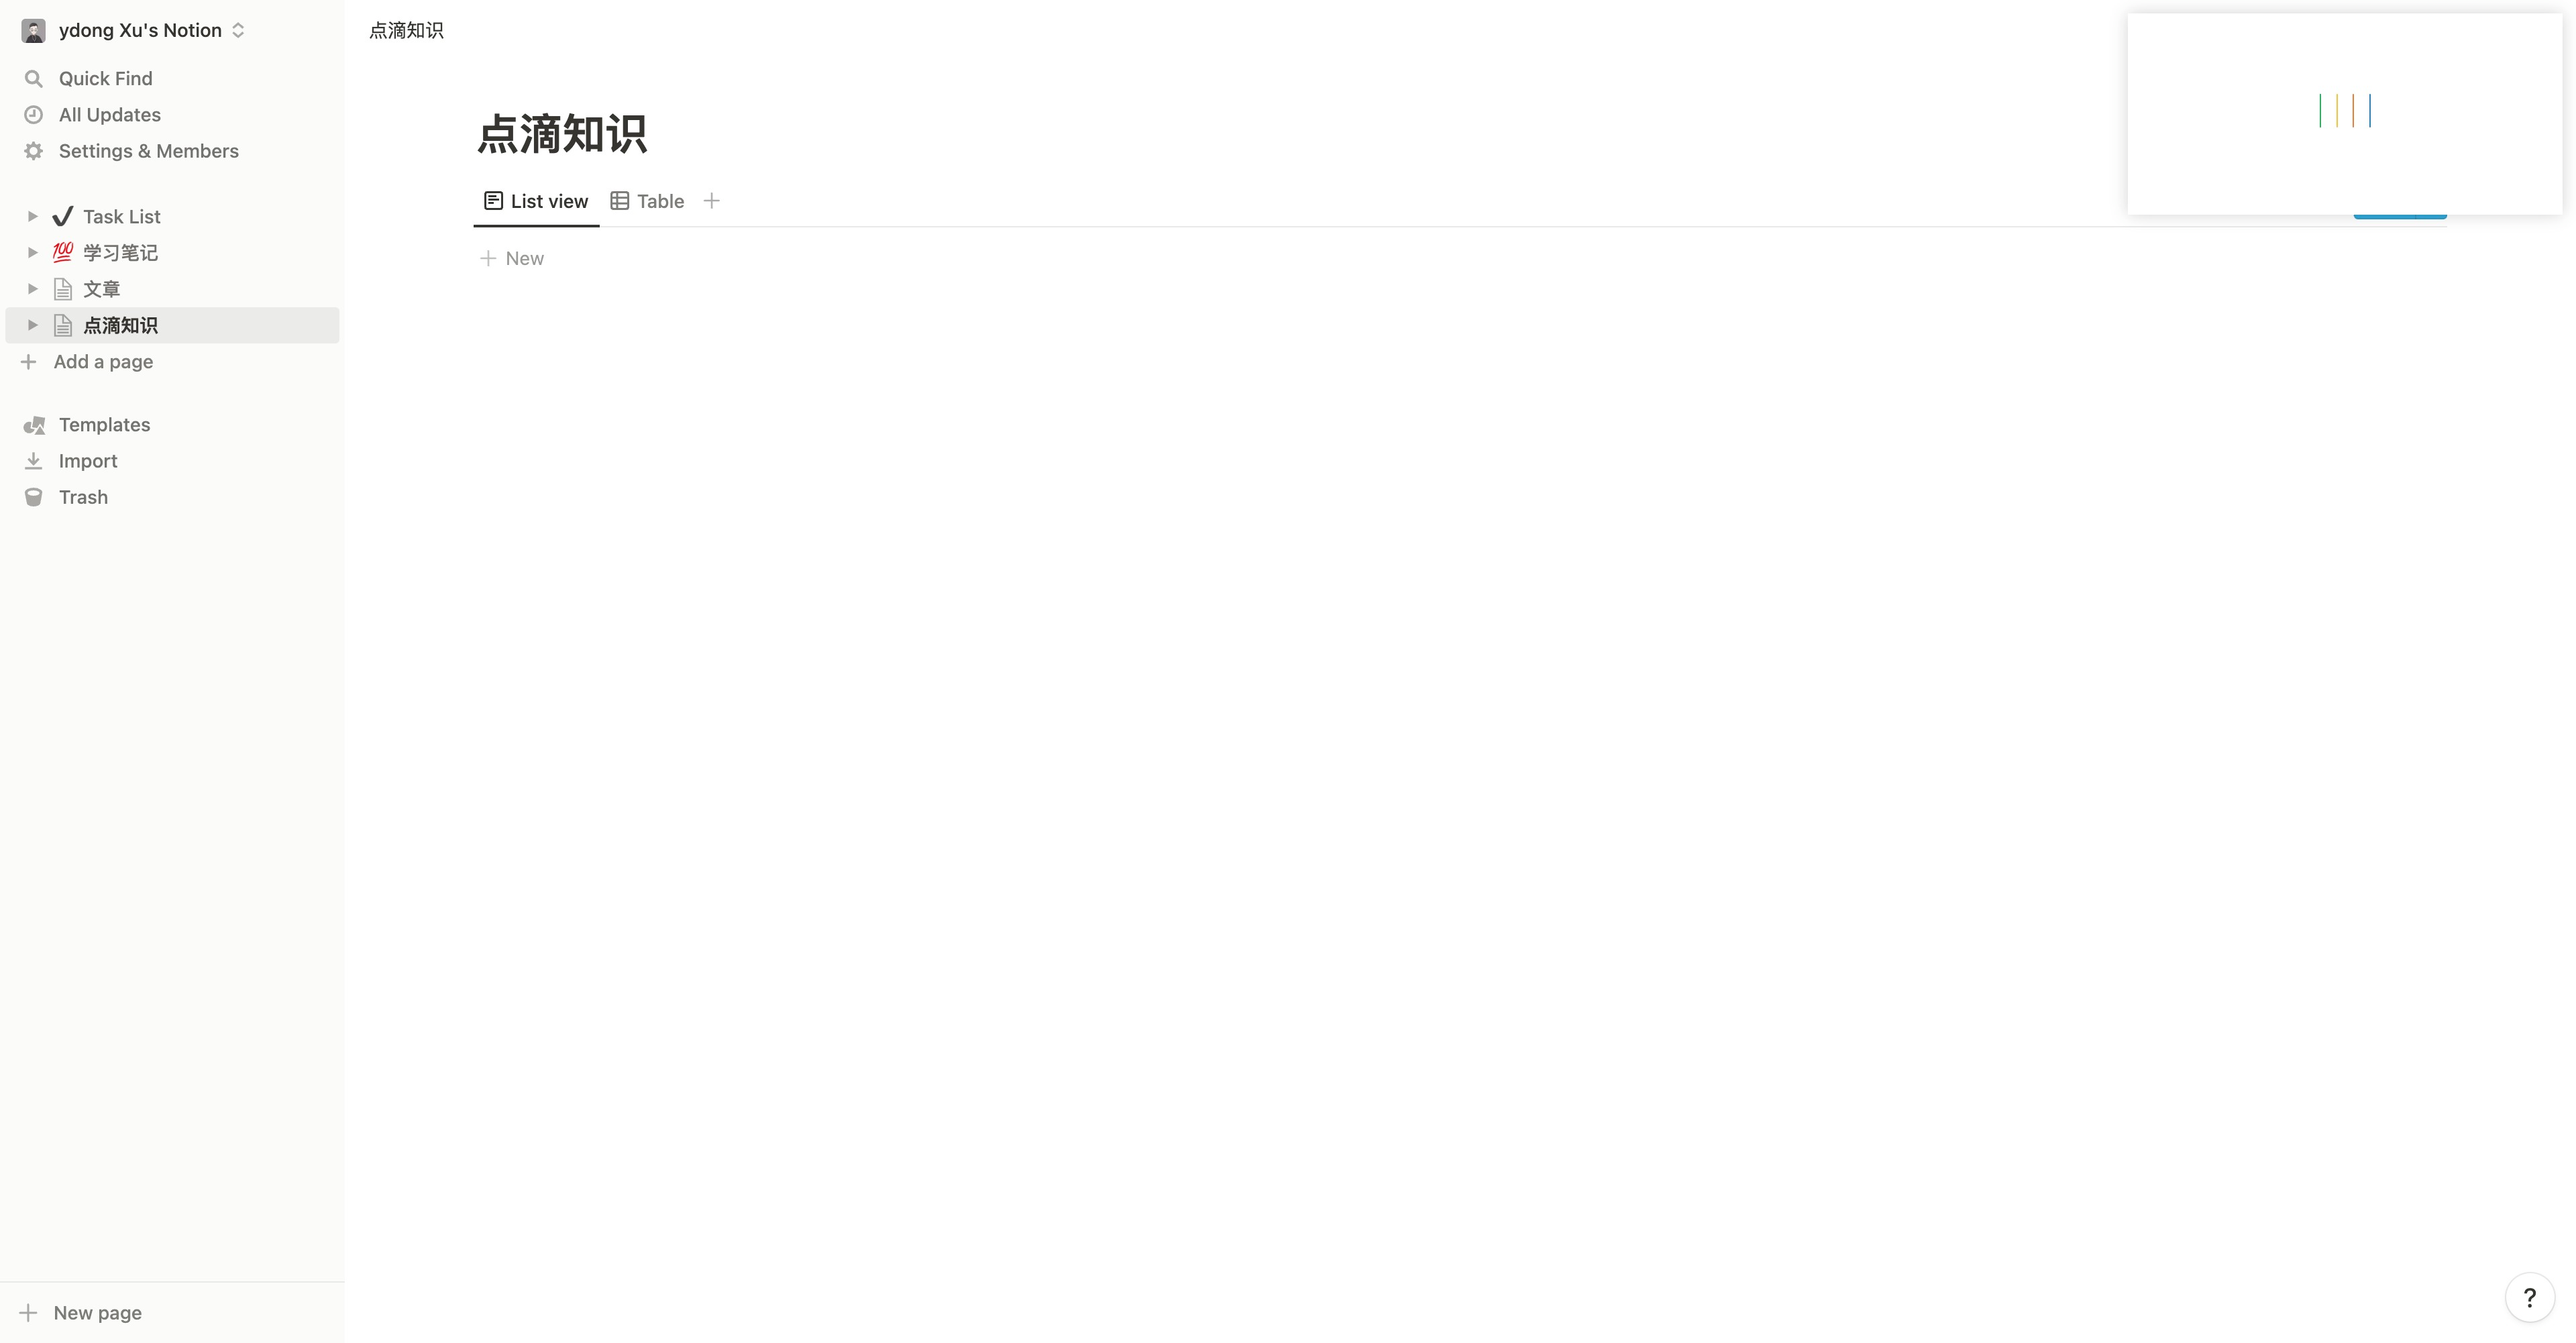 ydong Xu's Notion
Quick Find
All Updates
Settings & Members
Task List
💯 学习笔记
文章
点滴知识
Add a page
Templates
Import
Trash
New page
点滴知识
点滴知识
List view Table
New
?